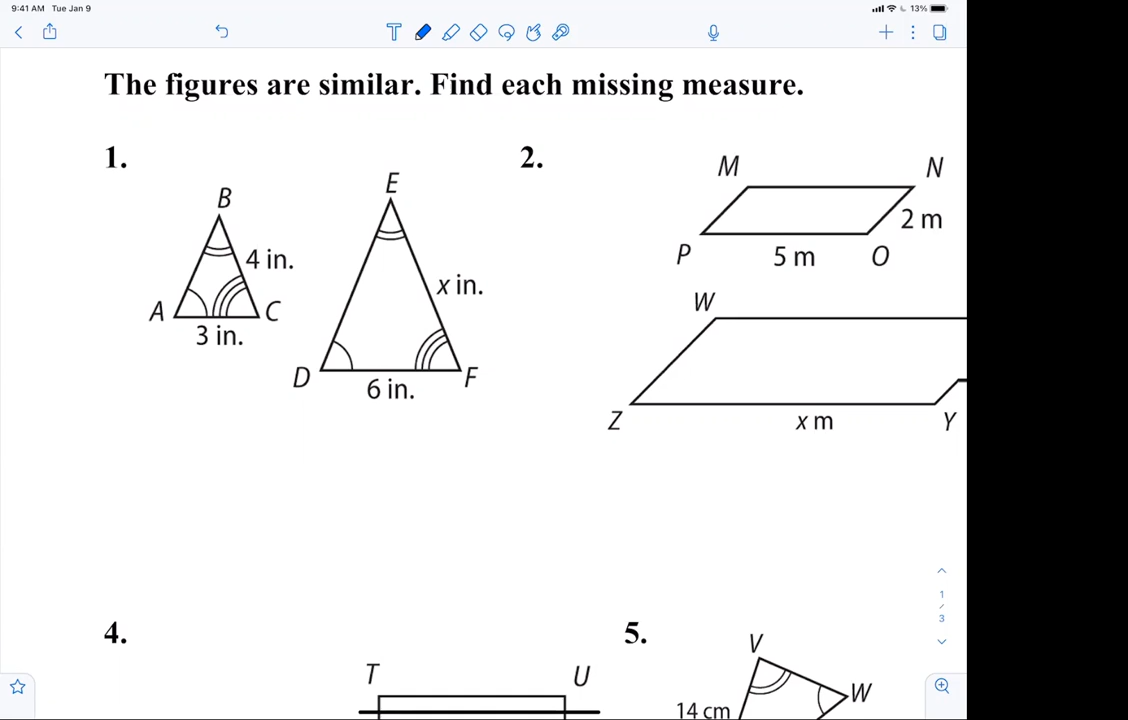 9:41 AM Tue Jan 9
13%
The figures are similar. Find each missing measure.
1.
B
4 in.
A
C
3 in.
E
x in.
D
F
6 in.
2.
M
N
2 m
P
5 m
O
W
Z
x m
Y
1
/
3
4.
T
U
5.
V
W
14 cm